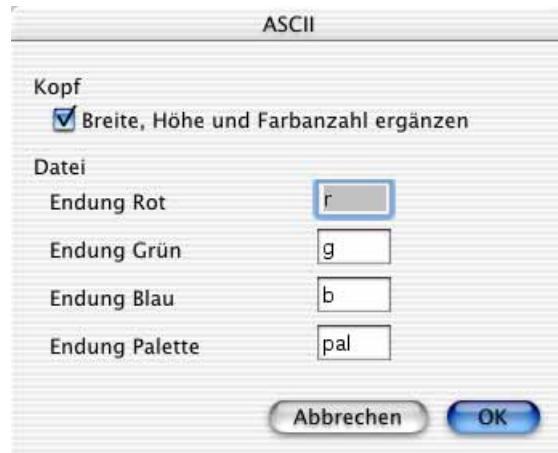 ASCII
Kopf
Breite, Höhe und Farbanzahl ergänzen
Datei
Endung Rot r
Endung Grün g
Endung Blau b
Endung Palette pal
Abbrechen OK